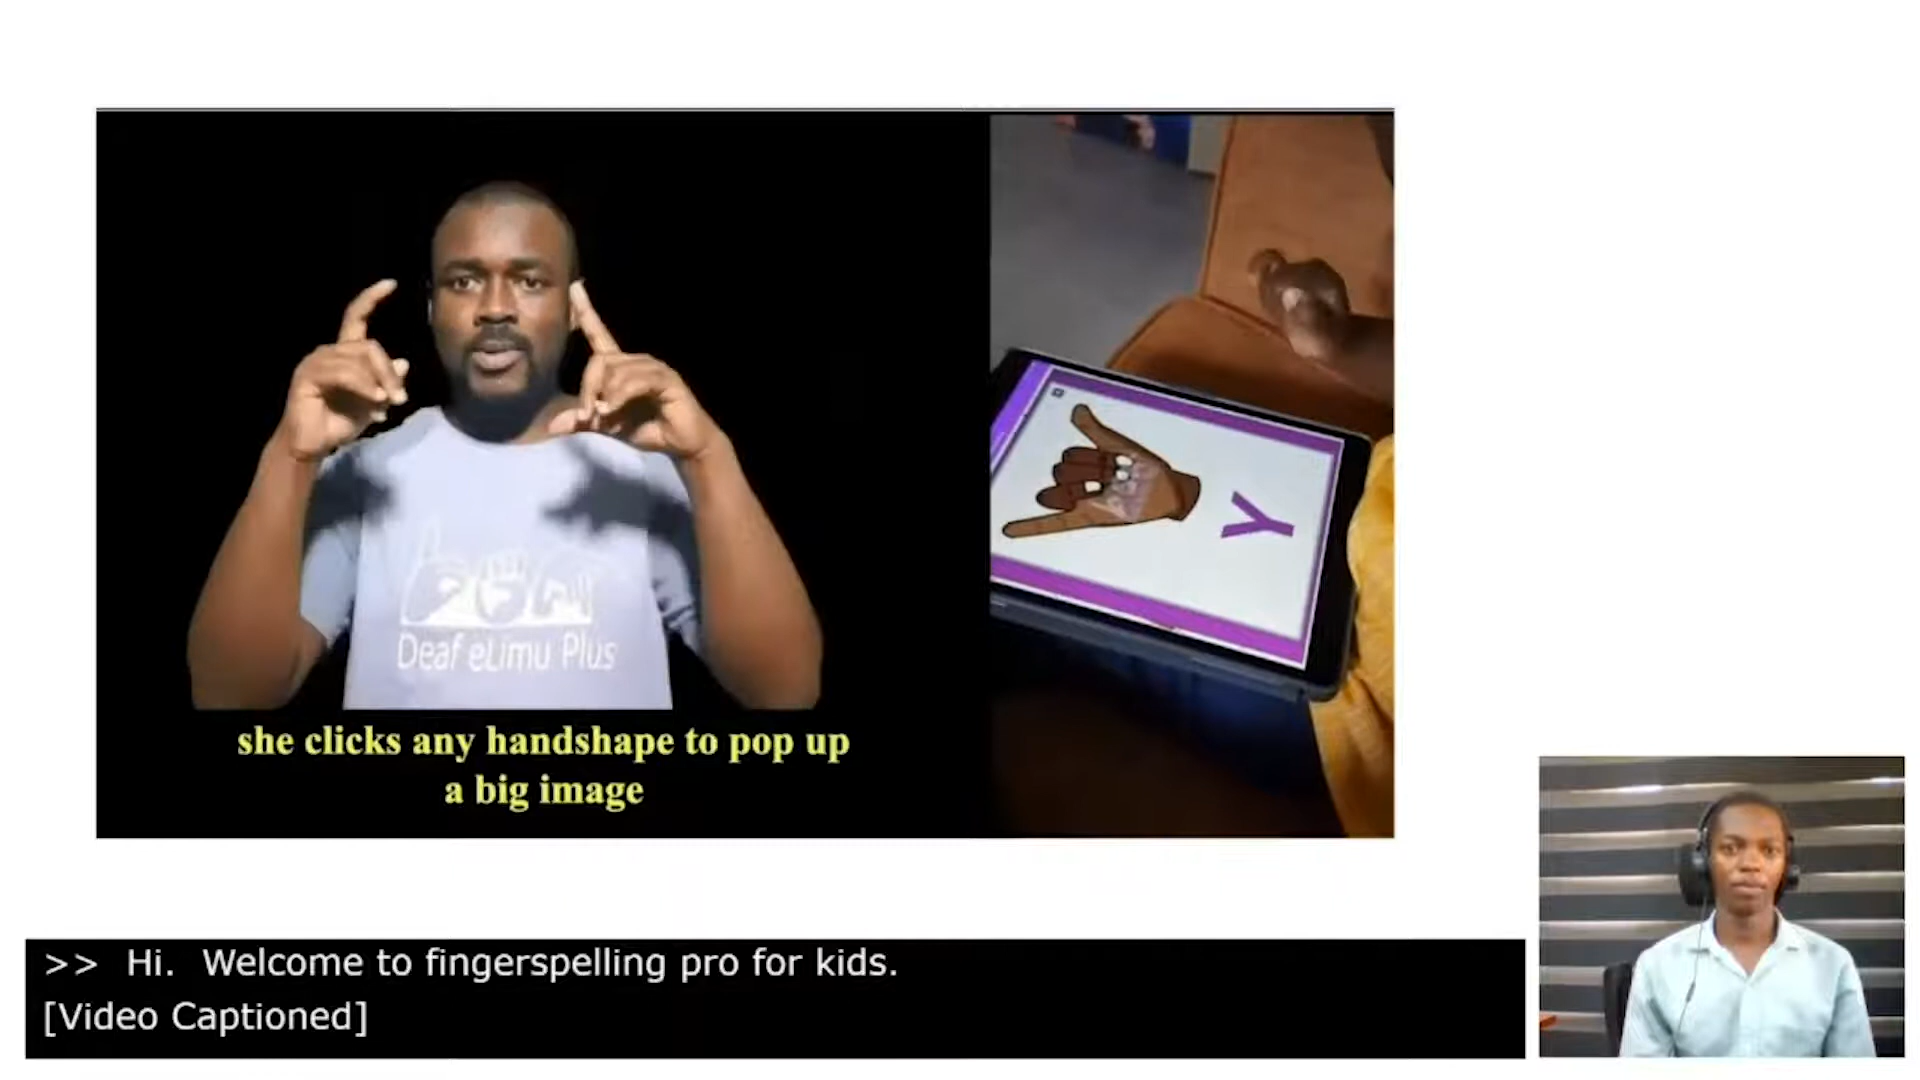 Y
Deaf eLimu Plus
she clicks any handshape to pop up
a big image
>> Hi. Welcome to fingerspelling pro for kids.
[Video Captioned]